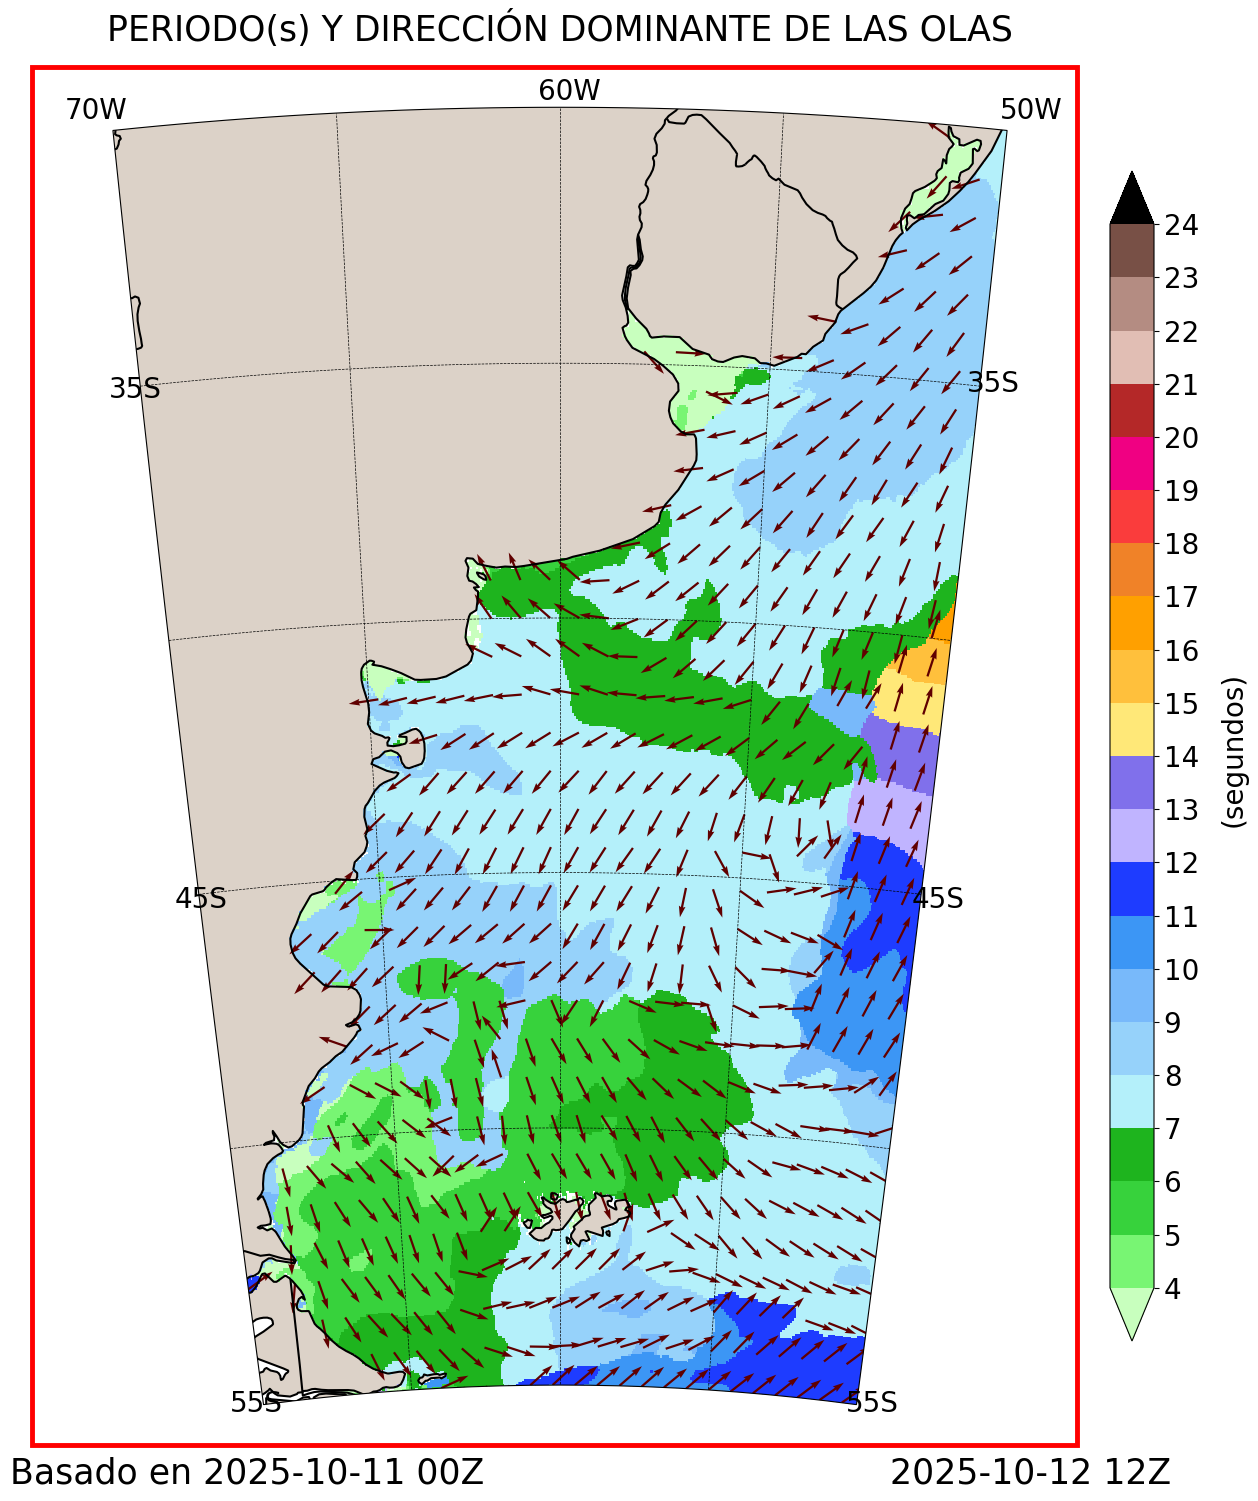 PERIODO(s) Y DIRECCIÓN DOMINANTE DE LAS OLAS
70W
60W
50W
35S
35S
45S
45S
55S
55S
24
23
22
21
20
19
18
17
16
15
14
13
12
11
10
9
8
7
6
5
4
(segundos)
Basado en 2025-10-11 00Z
2025-10-12 12Z